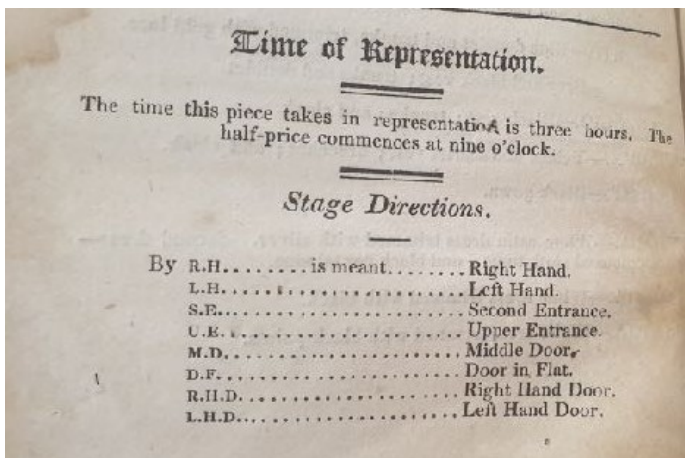 Time of Representation.
The time this piece takes in representation is three hours. The
half-price commences at nine o'clock.
Stage Directions.
By R.H........is meant........Right Hand.
L.H..........................Left Hand.
S.E..........................Second Entrance.
U.E..........................Upper Entrance.
M.D..........................Middle Door.
D.F..........................Door in Flat.
R.H.D........................Right Hand Door.
L.H.D........................Left Hand Door.